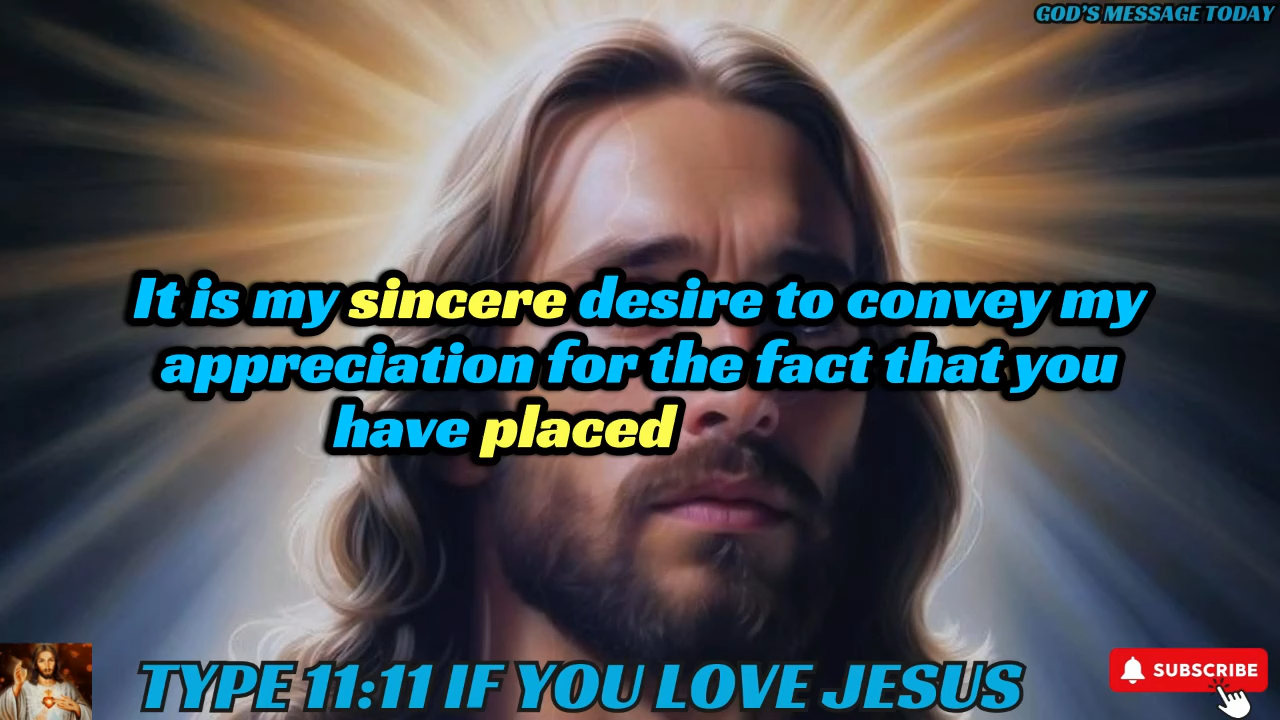 GOD'S MESSAGE TODAY
It is my sincere desire to convey my
appreciation for the fact that you
have placed
TYPE 11:11 IF YOU LOVE JESUS
SUBSCRIBE